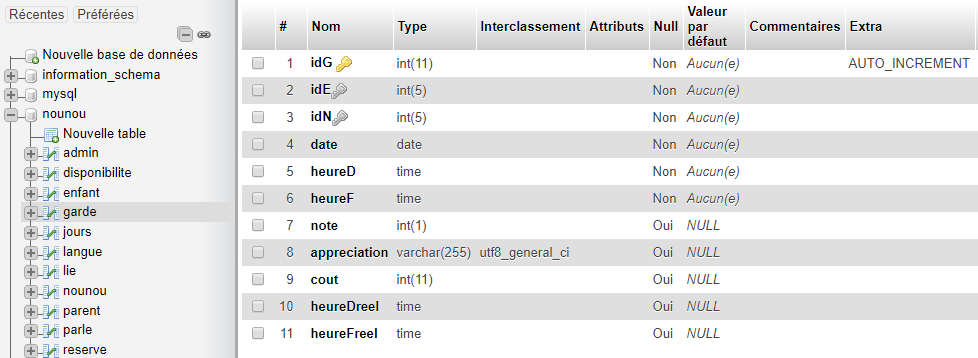 Récentes Préférées
Nouvelle base de données
information_schema
mysql
nounou
Nouvelle table
admin
disponibilite
enfant
garde
jours
langue
lie
nounou
parent
parle
reserve
# Nom Type Interclassement Attributs Null Valeur par défaut Commentaires Extra
1 idG int(11) Non Aucun(e) AUTO_INCREMENT
2 idE int(5) Non Aucun(e)
3 idN int(5) Non Aucun(e)
4 date date Non Aucun(e)
5 heureD time Non Aucun(e)
6 heureF time Non Aucun(e)
7 note int(1) Oui NULL
8 appreciation varchar(255) utf8_general_ci Oui NULL
9 cout int(11) Oui NULL
10 heureDreel time Oui NULL
11 heureFreel time Oui NULL